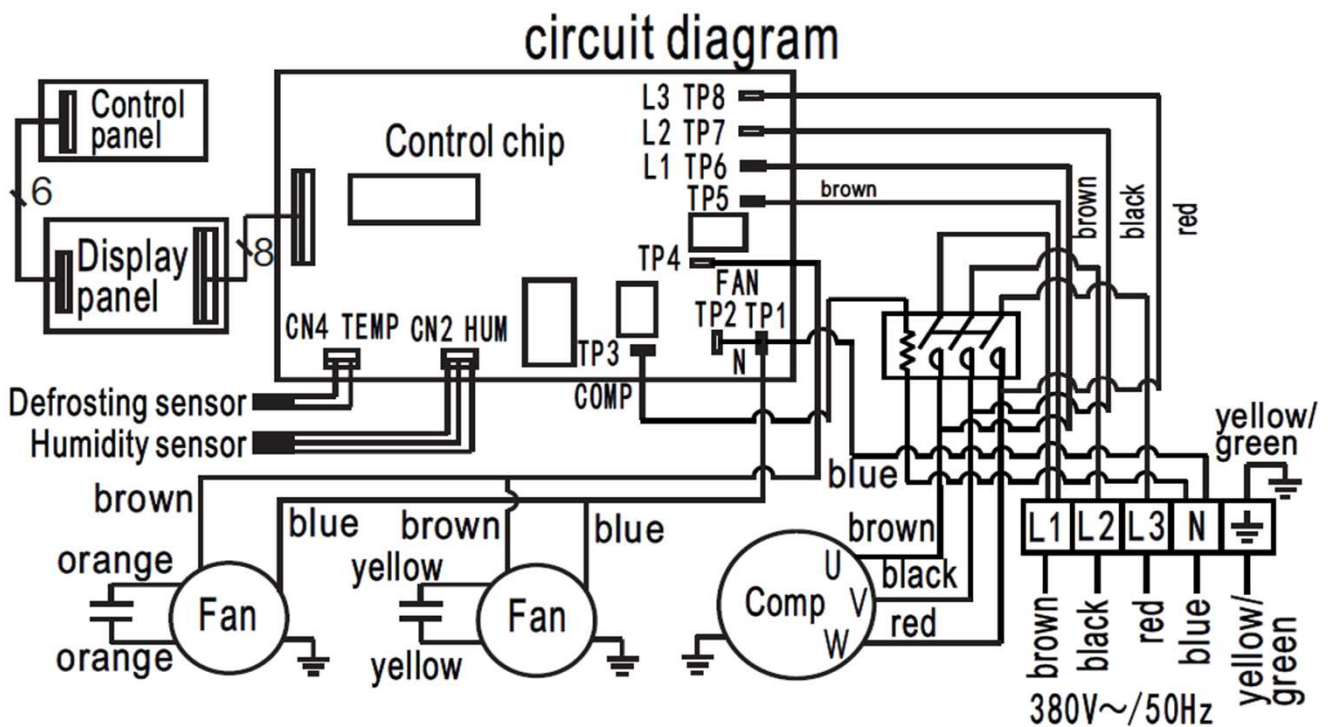 circuit diagram
Control
panel
6
Display
panel
8
Control chip
L3 TP8
L2 TP7
L1 TP6
TP5
brown
brown
black
red
TP4
FAN
TP2 TP1
N
TP3
COMP
CN4 TEMP
CN2 HUM
Defrosting sensor
Humidity sensor
brown
blue
brown
blue
orange
orange
Fan
yellow
yellow
Fan
blue
brown
black
red
Comp
U
V
W
yellow/
green
L1
L2
L3
N
brown
black
red
blue
yellow/
green
380V~/50Hz